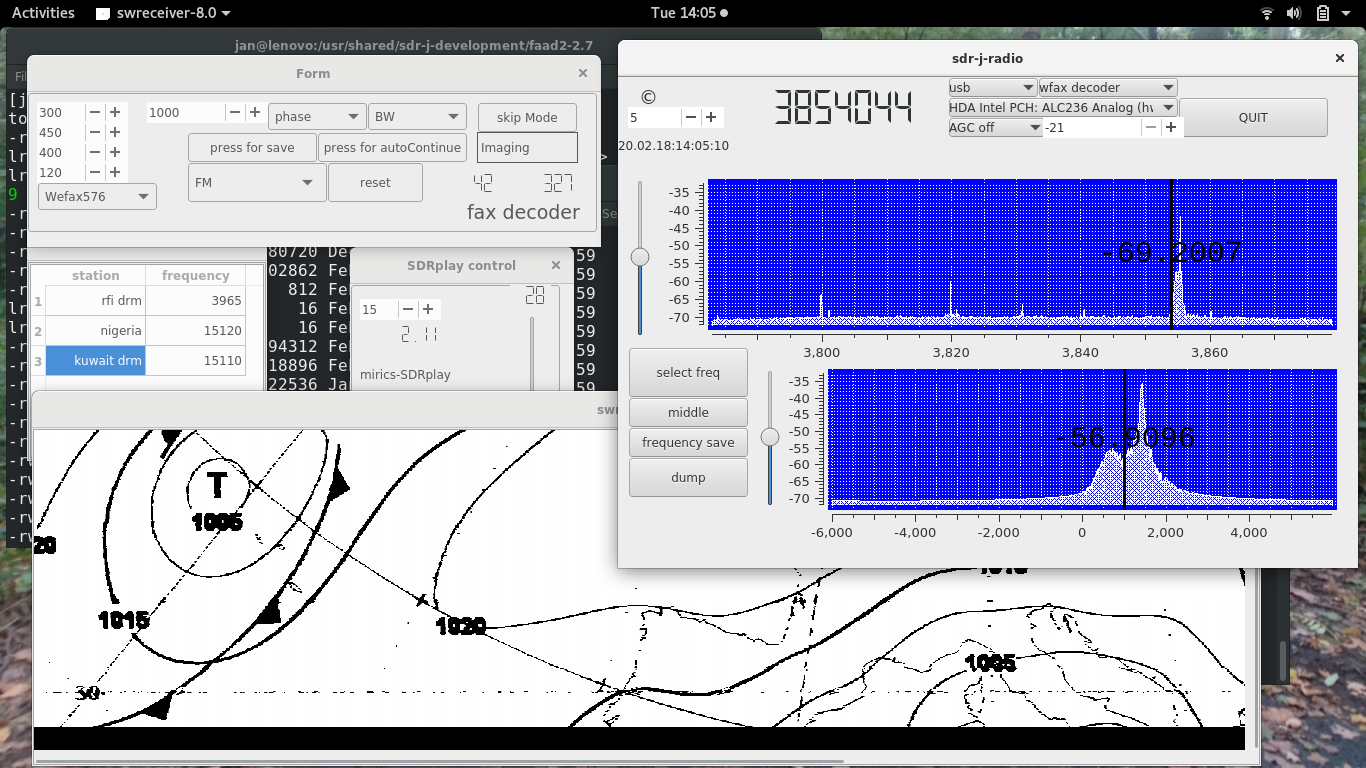 Activities swreceiver-8.0 Tue 14:05
jan@lenovo:/usr/shared/sdr-j-development/faad2-2.7
Form
300
1000
phase
BW
skip Mode
450
400
120
press for save
press for autoContinue
Imaging
Wefax576
FM
reset
42
327
fax decoder
station frequency
1 rfi drm 3965
2 nigeria 15120
3 kuwait drm 15110
80720 De
02862 Fe
812 Fe
16 Fe
16 Fe
94312 Fe
18896 Fe
22536 Ja
59
59
59
59
59
59
59
59
SDRplay control
28
15
2.11
mirics-SDRplay
sdr-j-radio
©
5
3854044
usb
wfax decoder
HDA Intel PCH: ALC236 Analog (hv
AGC off
-21
QUIT
20.02.18:14:05:10
-35
-40
-45
-50
-55
-60
-65
-70
-69.2007
3,800 3,820 3,840 3,860
select freq
middle
frequency save
dump
-35
-40
-45
-50
-55
-60
-65
-70
-56.9096
-6,000 -4,000 -2,000 0 2,000 4,000
T
1005
20
1015
1020
1005
30